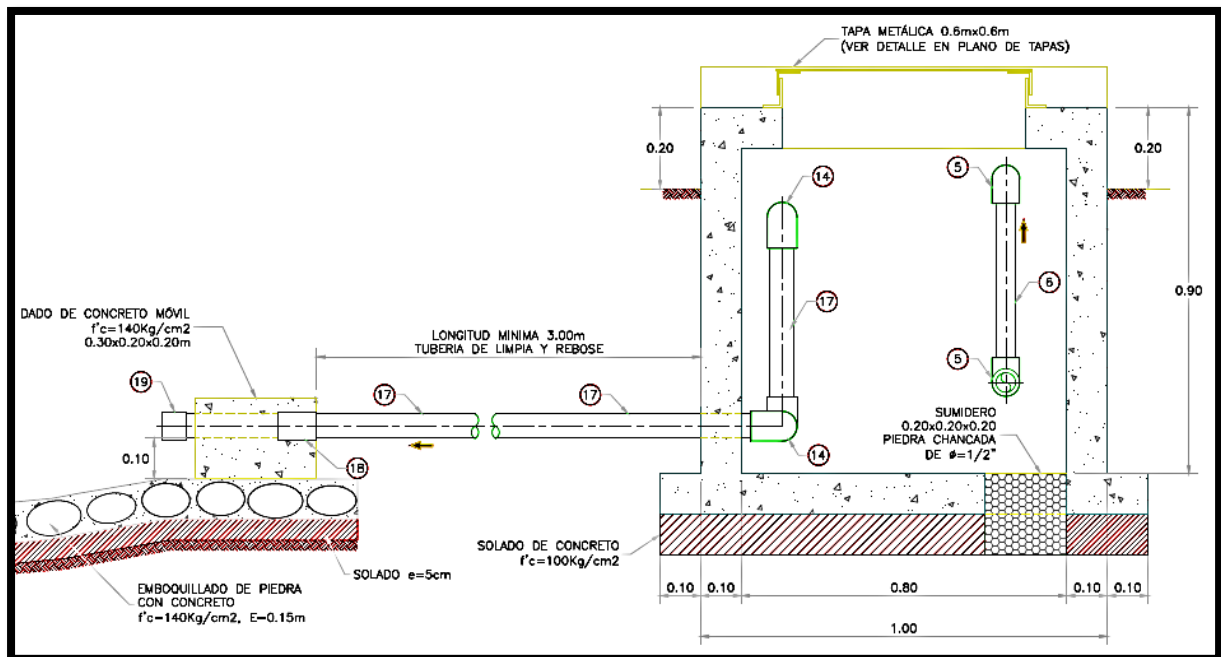 TAPA METÁLICA 0.6mx0.6m
(VER DETALLE EN PLANO DE TAPAS)
0.20
0.20
5
14
6
17
0.90
DADO DE CONCRETO MÓVIL
f'c=140Kg/cm2
0.30x0.20x0.20m
LONGITUD MINIMA 3.00m
TUBERIA DE LIMPIA Y REBOSE
19
17
17
5
SUMIDERO
0.20x0.20x0.20
PIEDRA CHANCADA
DE ø=1/2"
0.10
18
14
SOLADO DE CONCRETO
f'c=100Kg/cm2
SOLADO e=5cm
EMBOQUILLADO DE PIEDRA
CON CONCRETO
f'c-140Kg/cm2, E-0.15m
0.10
0.10
0.80
0.10
0.10
1.00